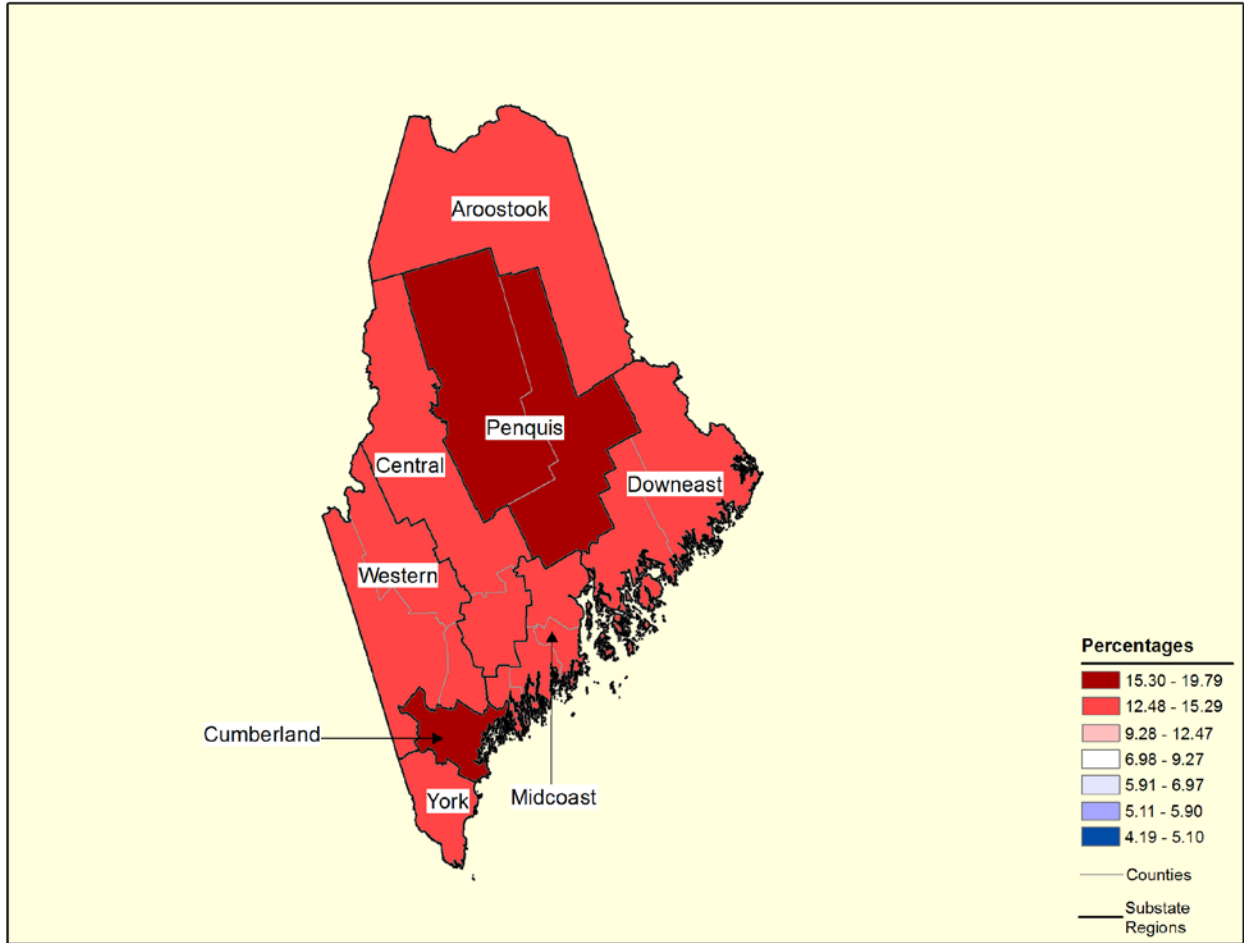 Aroostook
Penquis
Central
Downeast
Western
Cumberland
Midcoast
York
Percentages
15.30 - 19.79
12.48 - 15.29
9.28 - 12.47
6.98 - 9.27
5.91 - 6.97
5.11 - 5.90
4.19 - 5.10
Counties
Substate
Regions